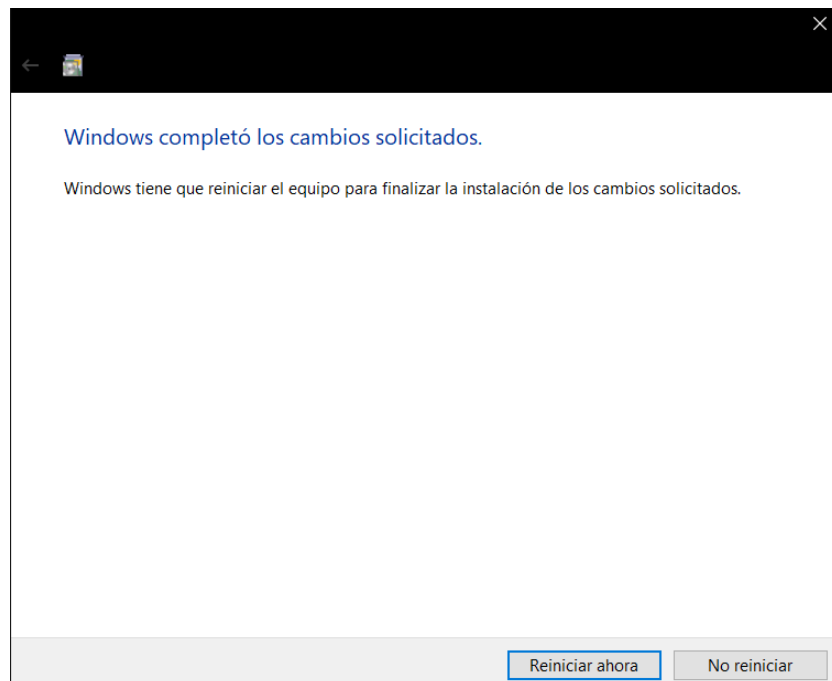 Windows completó los cambios solicitados.
Windows tiene que reiniciar el equipo para finalizar la instalación de los cambios solicitados.
Reiniciar ahora
No reiniciar